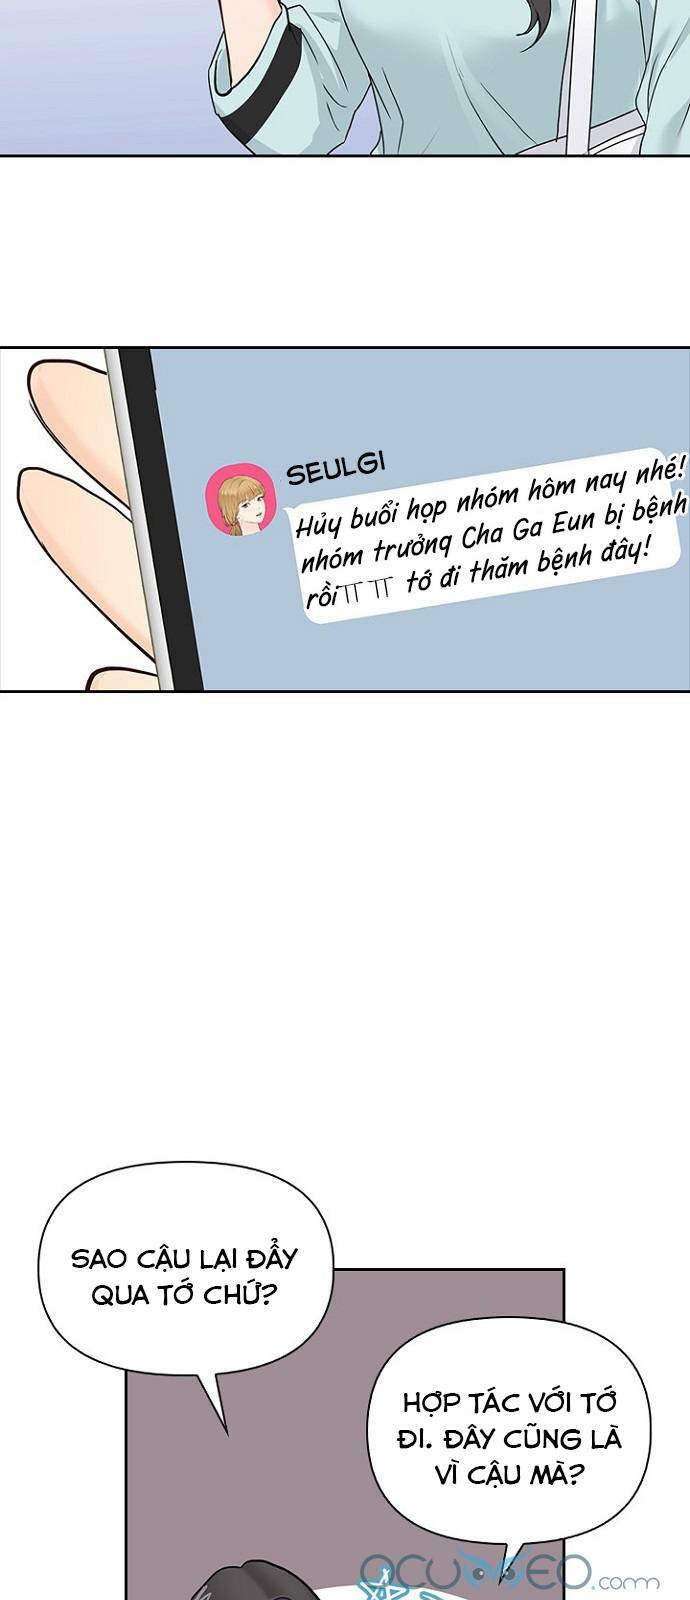 SEULGI
Hủy buổi họp nhóm hôm nay nhé!
nhóm trưởng Cha Ga Eun bị bệnh
rồiㅠㅠ tớ đi thăm bệnh đây!
SAO CẬU LẠI ĐẨY
QUA TỚ CHỨ?
HỢP TÁC VỚI TỚ
ĐI. ĐÂY CŨNG LÀ
VÌ CẬU MÀ?
OCUMEO.com